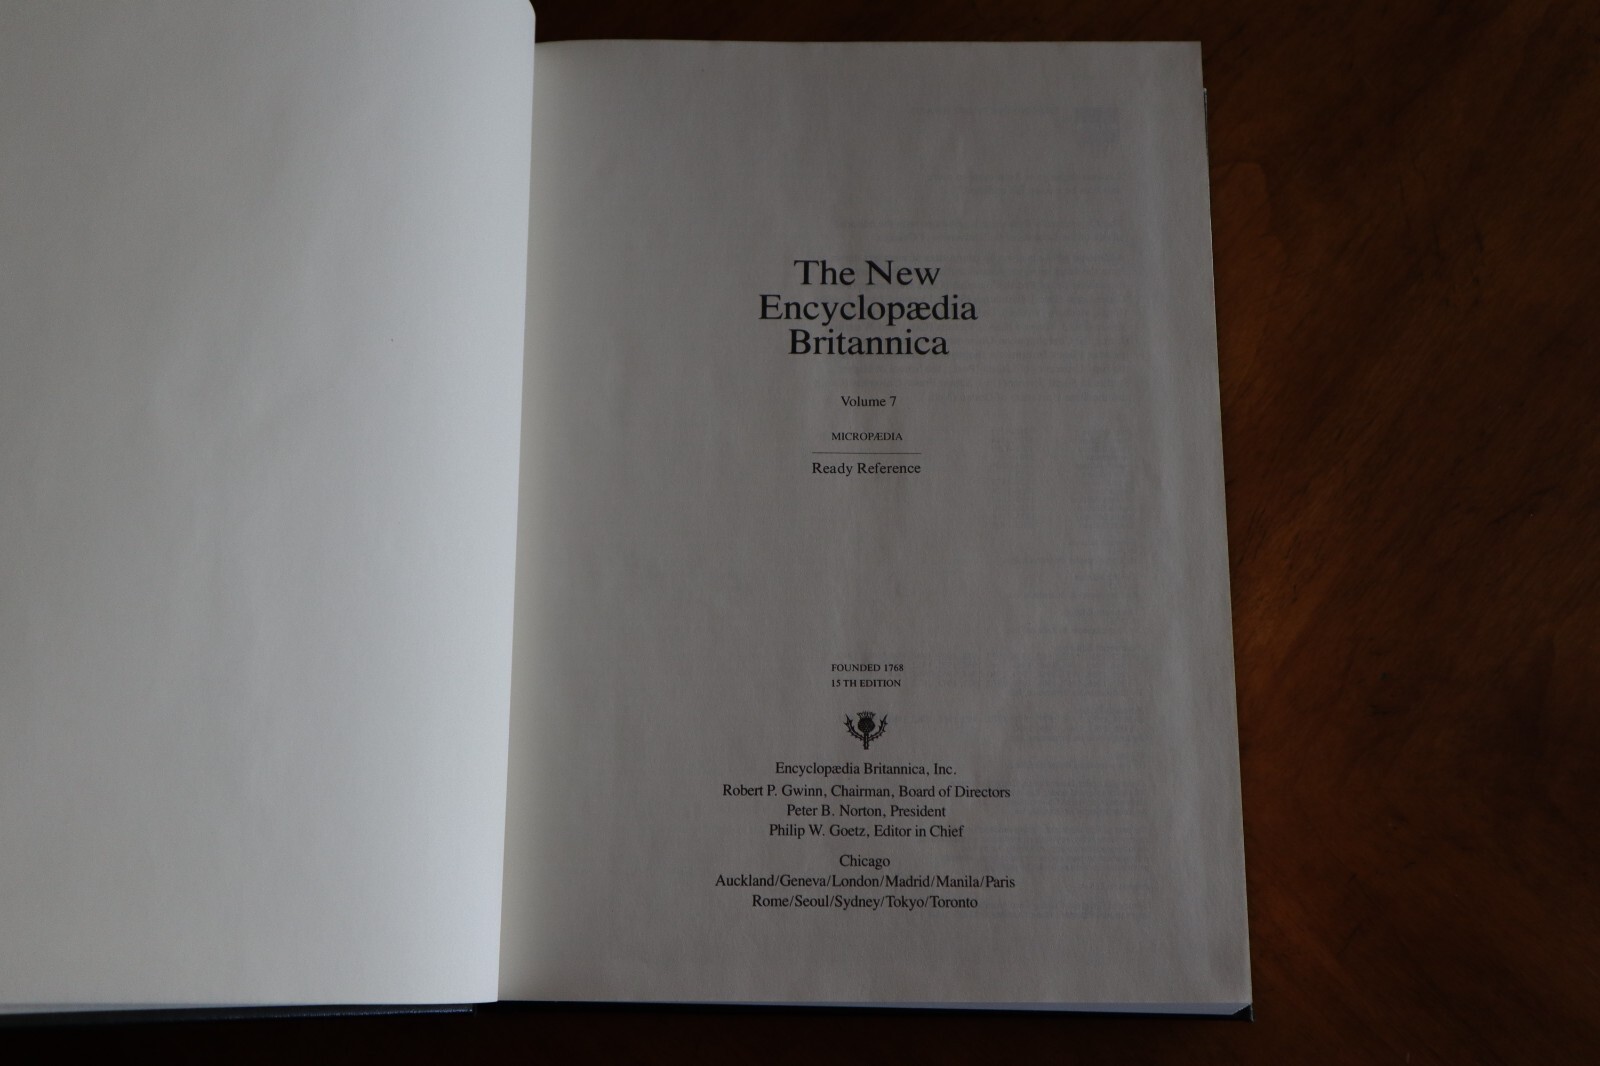 The New
Encyclopædia
Britannica
Volume 7
MICROPÆDIA
Ready Reference
FOUNDED 1768
15 TH EDITION
Encyclopædia Britannica, Inc.
Robert P. Gwinn, Chairman, Board of Directors
Peter B. Norton, President
Philip W. Goetz, Editor in Chief
Chicago
Auckland/Geneva/London/Madrid/Manila/Paris
Rome/Seoul/Sydney/Tokyo/Toronto